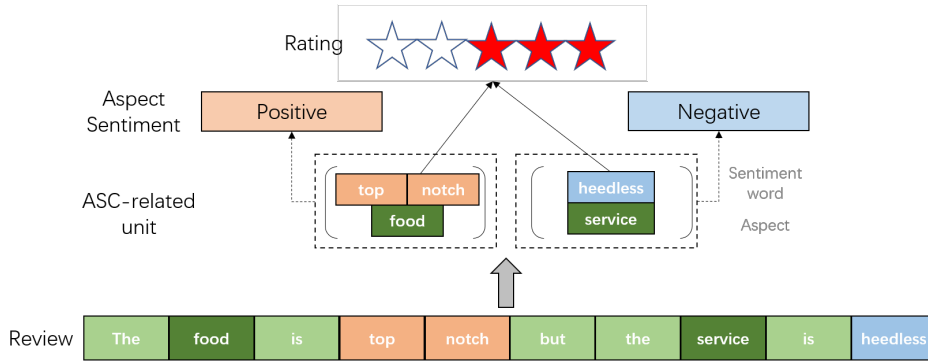 Rating
Aspect
Sentiment
Positive
Negative
ASC-related
unit
top notch
food
heedless
service
Sentiment
word
Aspect
Review
The food is top notch but the service is heedless